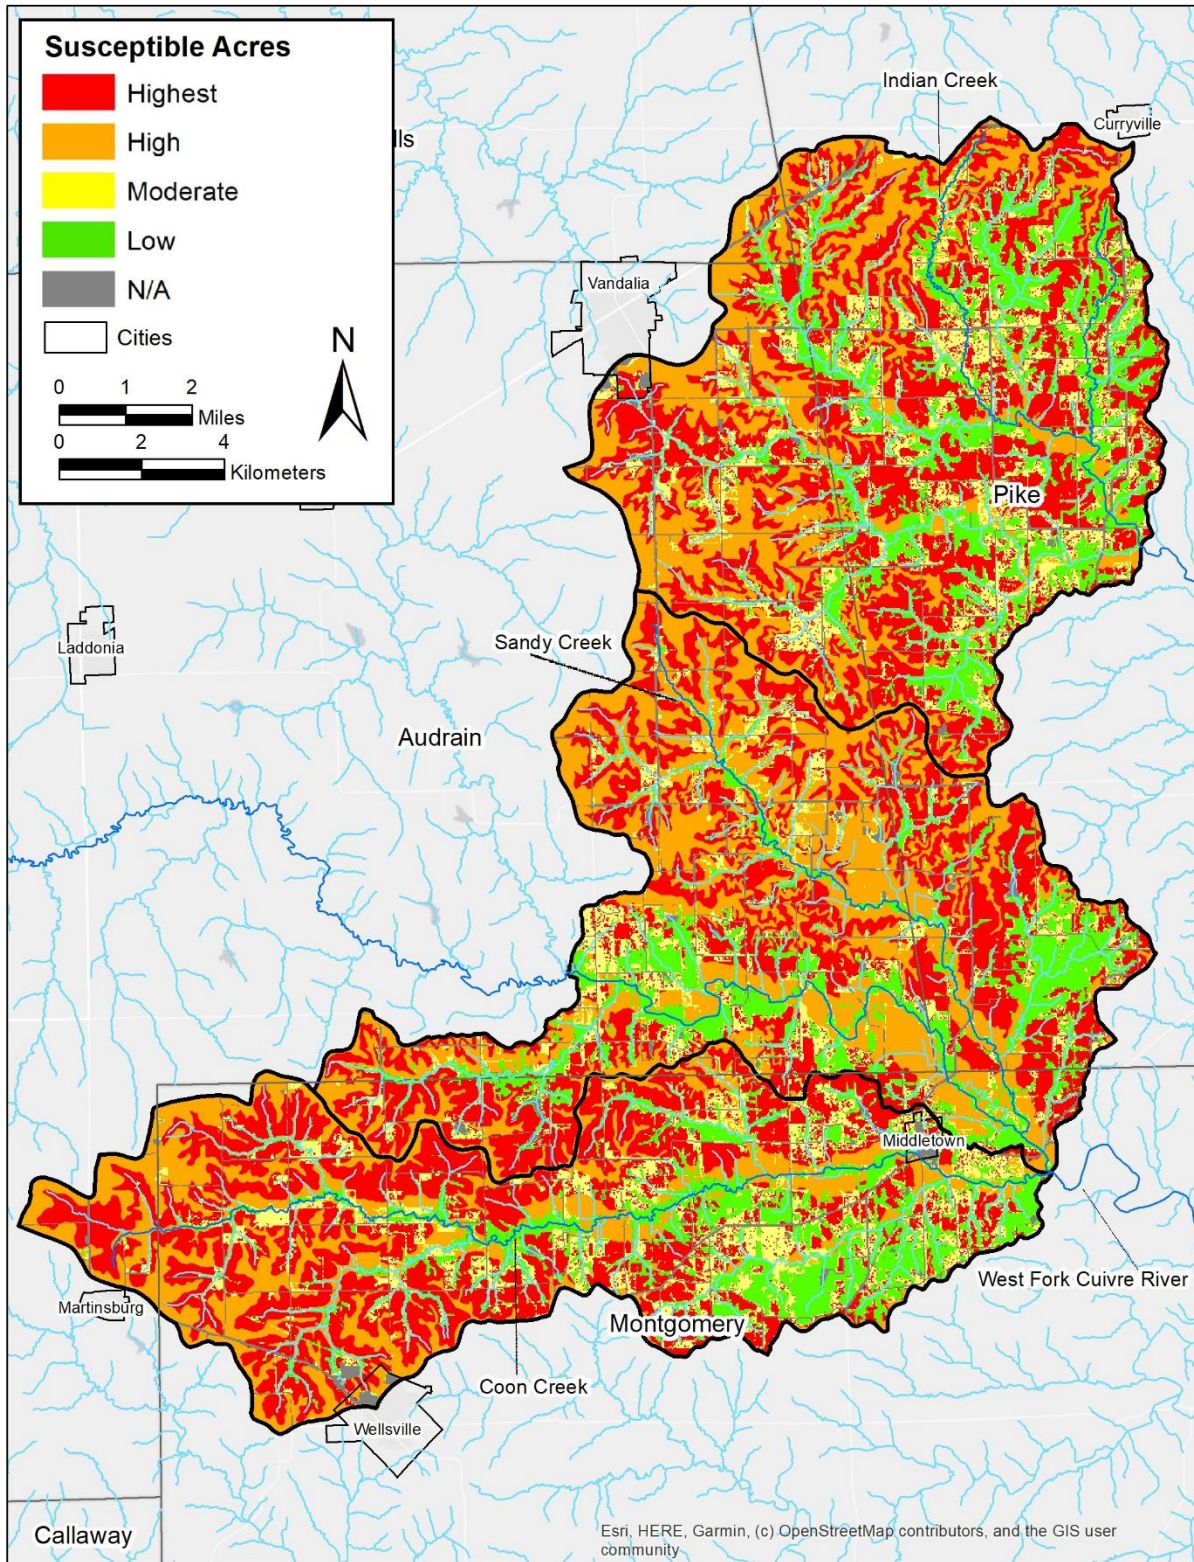 Susceptible Acres
Highest
High
Moderate
Low
N/A
Cities
N
0 1 2
Miles
0 2 4
Kilometers
lls
Indian Creek
Curryville
Vandalia
Pike
Laddonia
Sandy Creek
Audrain
Middletown
West Fork Cuivre River
Martinsburg
Montgomery
Coon Creek
Wellsville
Callaway
Esri, HERE, Garmin, (c) OpenStreetMap contributors, and the GIS user
community